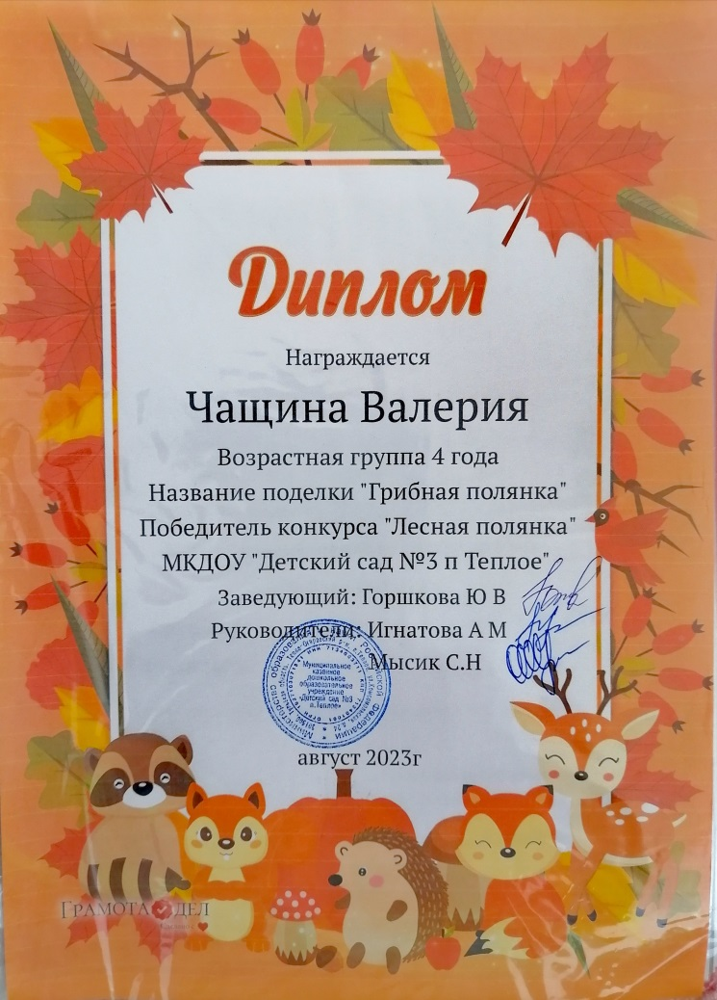 Диплом
Награждается
Чащина Валерия
Возрастная группа 4 года
Название поделки "Грибная полянка"
Победитель конкурса "Лесная полянка"
МКДОУ "Детский сад №3 п Теплое"
Заведующий: Горшкова Ю В
Руководители: Игнатова А М
Мысик С.Н
Муниципальное
казенное
дошкольное
образовательное
учреждение
«Детский сад №3
п.Теплое»
август 2023г
ГРАМОТА ДЕЛ